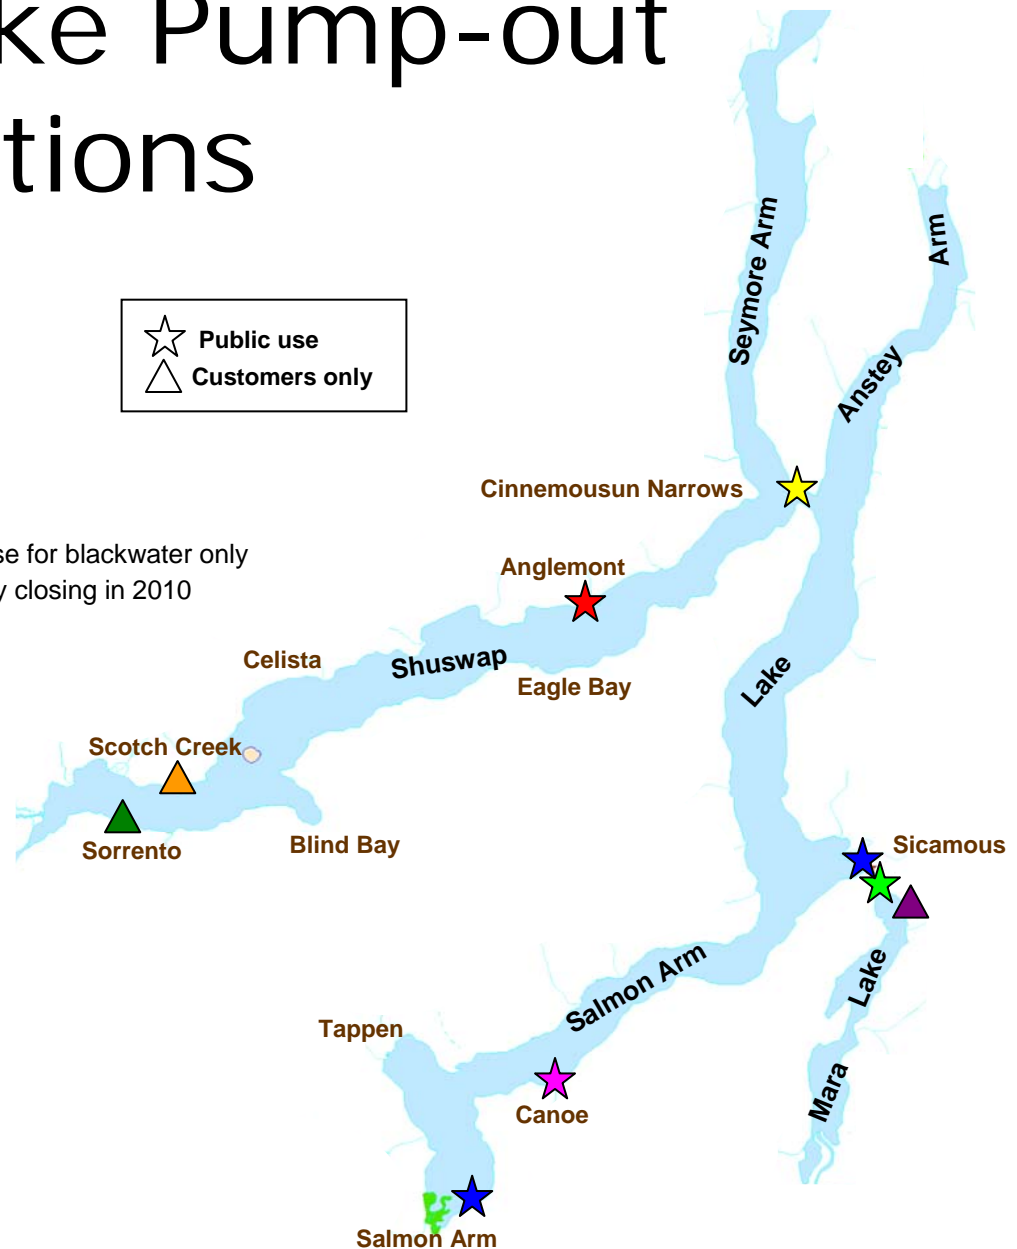 ke Pump-out
tions
Seymore Arm
Arm
Public use
Customers only
Anstey
Cinnemousun Narrows
se for blackwater only
Anglemont
y closing in 2010
Celista
Shuswap
Eagle Bay
Lake
Scotch Creek
Sorrento
Blind Bay
Sicamous
Salmon Arm
Lake
Tappen
Mara
Canoe
Salmon Arm